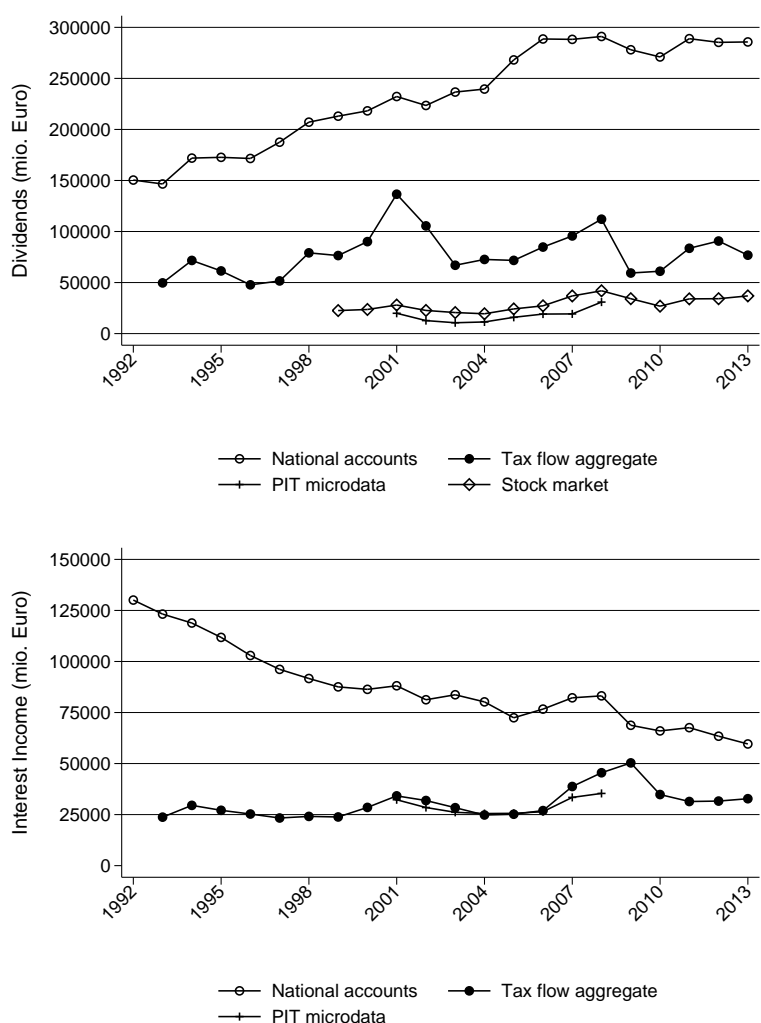 Dividends (mio. Euro)
300000
250000
200000
150000
100000
50000
0
1992 1995 1998 2001 2004 2007 2010 2013
National accounts Tax flow aggregate
PIT microdata Stock market
Interest Income (mio. Euro)
150000
125000
100000
75000
50000
25000
0
1992 1995 1998 2001 2004 2007 2010 2013
National accounts Tax flow aggregate
PIT microdata